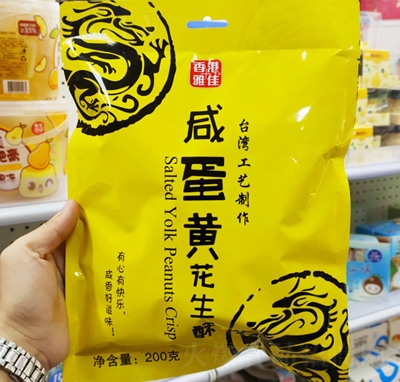 香港
雅佳
咸蛋黄花生酥
Salted Yolk Peanuts Crisp
台湾工艺制作
有心有快乐,
咸香好滋味!
净含量: 200克